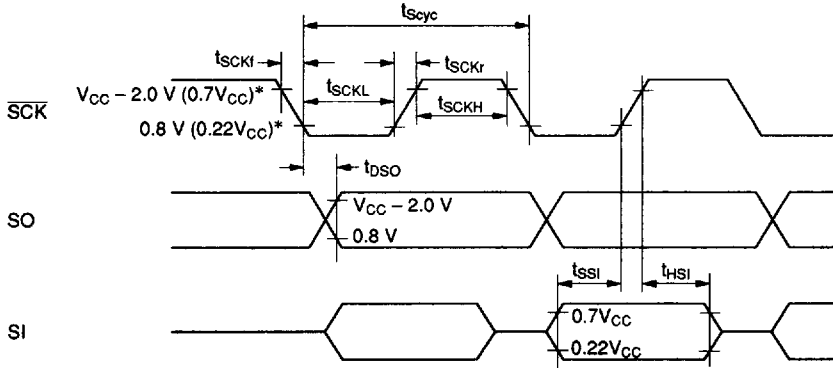 tScyc
tSCKf
tSCKr
tSCKL
VCC – 2.0 V (0.7VCC)*
tSCKH
SCK
0.8 V (0.22VCC)*
tDSO
VCC – 2.0 V
SO
0.8 V
tSSI
tHSI
0.7VCC
SI
0.22VCC